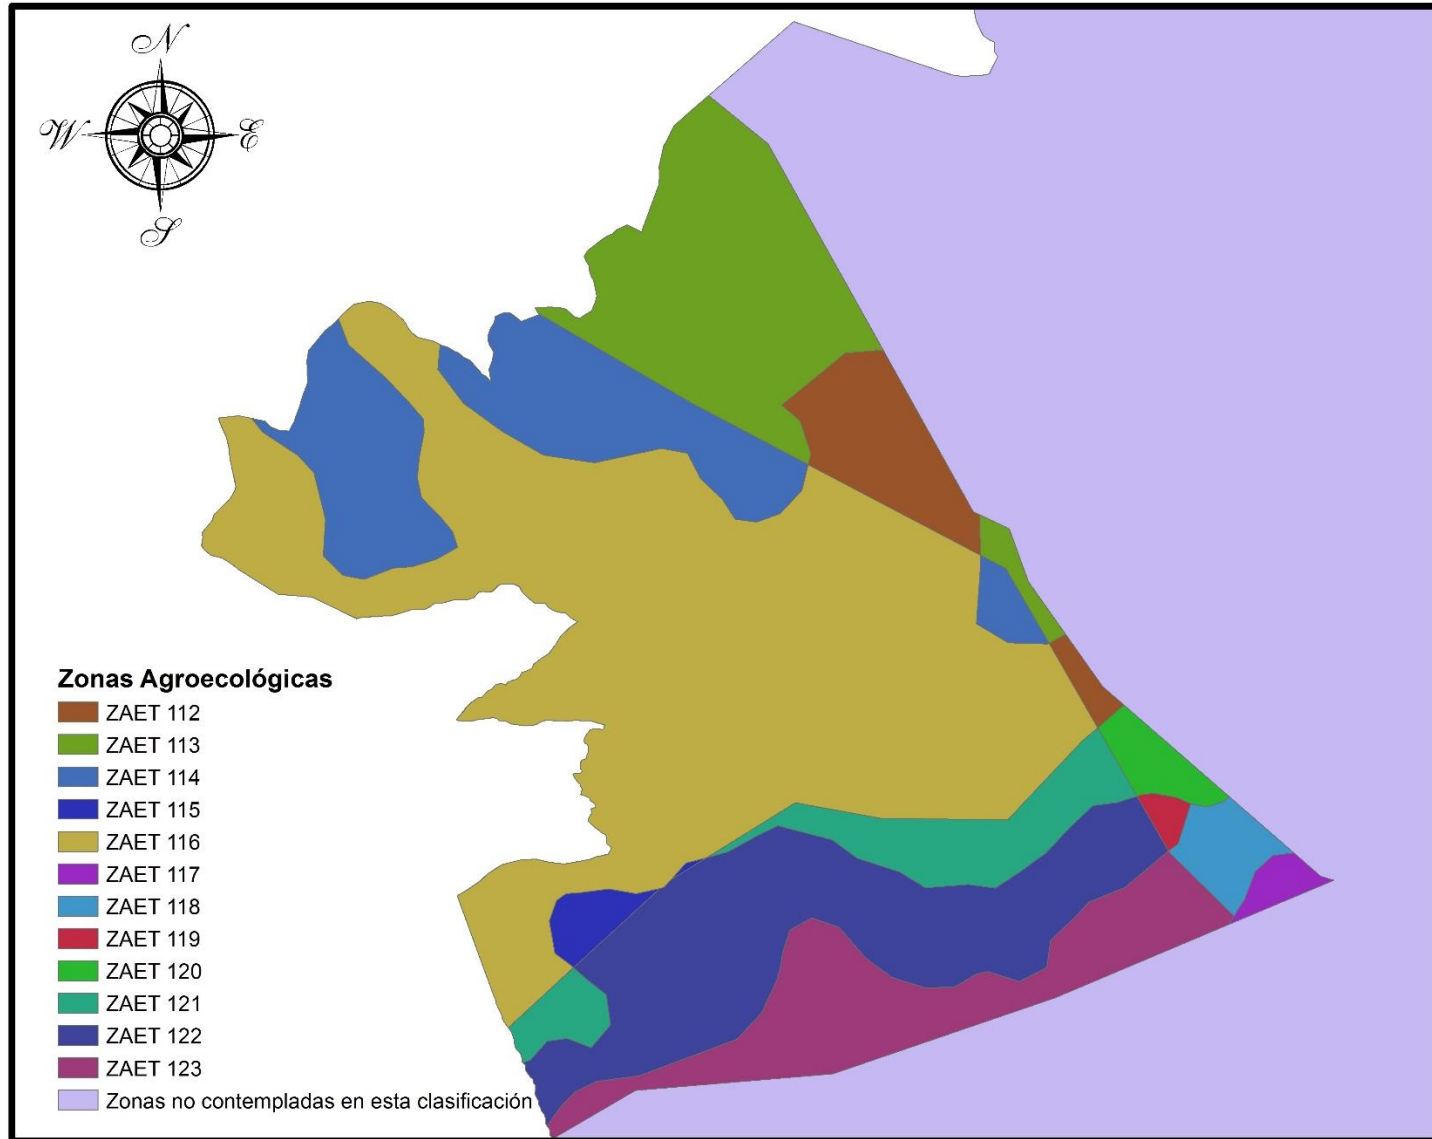 N
W
E
S
Zonas Agroecológicas
ZAET 112
ZAET 113
ZAET 114
ZAET 115
ZAET 116
ZAET 117
ZAET 118
ZAET 119
ZAET 120
ZAET 121
ZAET 122
ZAET 123
Zonas no contempladas en esta clasificación